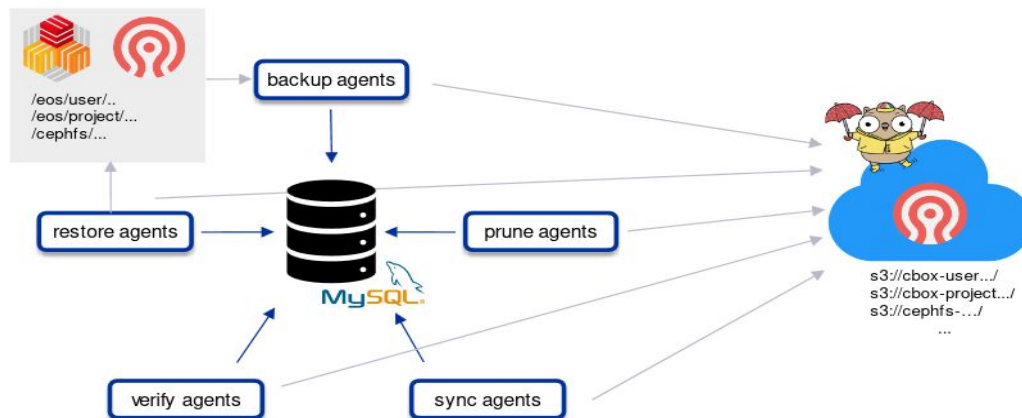 /eos/user/..
/eos/project/...
/cephfs/...
backup agents
restore agents
prune agents
MySQL®
s3://cbox-user.../
s3://cbox-project.../
s3://cephfs-.../
...
verify agents
sync agents